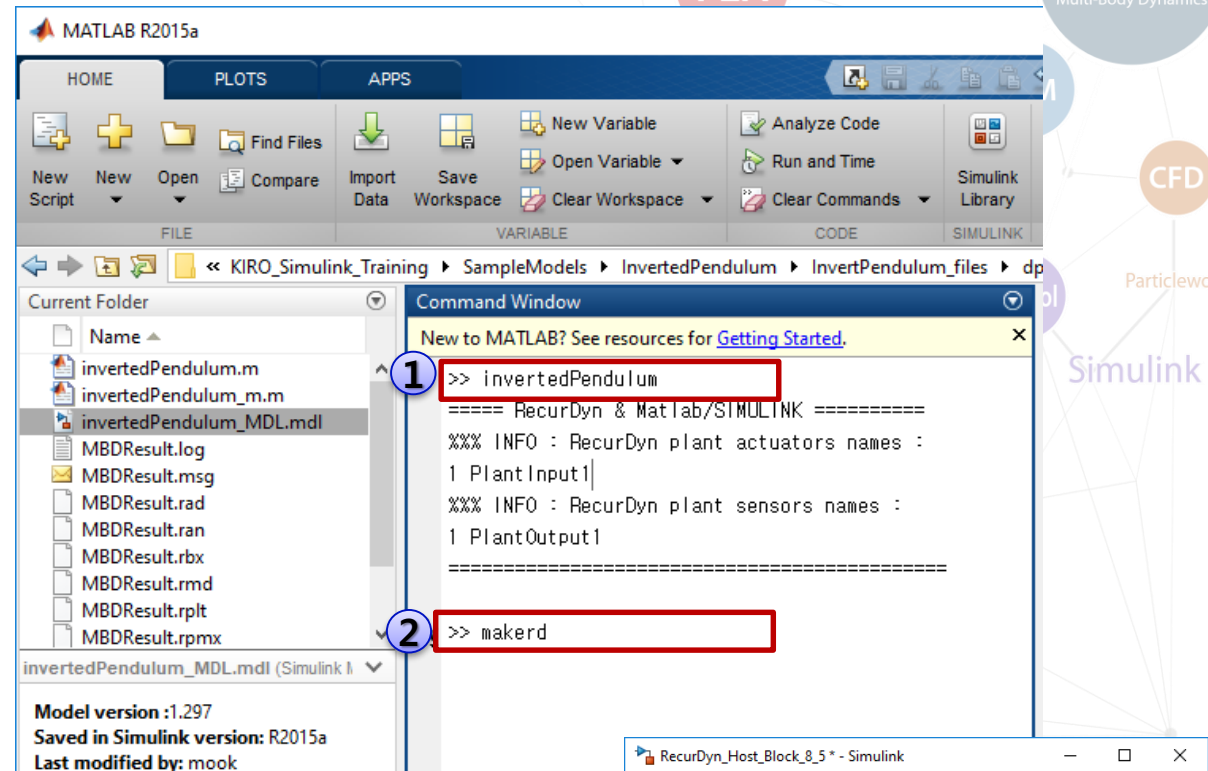 Multi-Body Dynamics
MATLAB R2015a
HOME PLOTS APPS
New Script
New
Open
Find Files
Compare
Import Data
Save Workspace
New Variable
Open Variable
Clear Workspace
Analyze Code
Run and Time
Clear Commands
Simulink Library
FILE VARIABLE CODE SIMULINK
CFD
« KIRO_Simulink_Training ▸ SampleModels ▸ InvertedPendulum ▸ InvertPendulum_files ▸ dp
Current Folder
Name
invertedPendulum.m
invertedPendulum_m.m
invertedPendulum_MDL.mdl
MBDResult.log
MBDResult.msg
MBDResult.rad
MBDResult.ran
MBDResult.rbx
MBDResult.rmd
MBDResult.rplt
MBDResult.rpmx
invertedPendulum_MDL.mdl (Simulink M
Model version :1.297
Saved in Simulink version: R2015a
Last modified by: mook
Command Window
New to MATLAB? See resources for Getting Started.
1
>> invertedPendulum
===== RecurDyn & Matlab/SIMULINK ==========
%%% INFO : RecurDyn plant actuators names :
1 PlantInput1
%%% INFO : RecurDyn plant sensors names :
1 PlantOutput1
============================================
2
>> makerd
Simulink
RecurDyn_Host_Block_8_5 * - Simulink